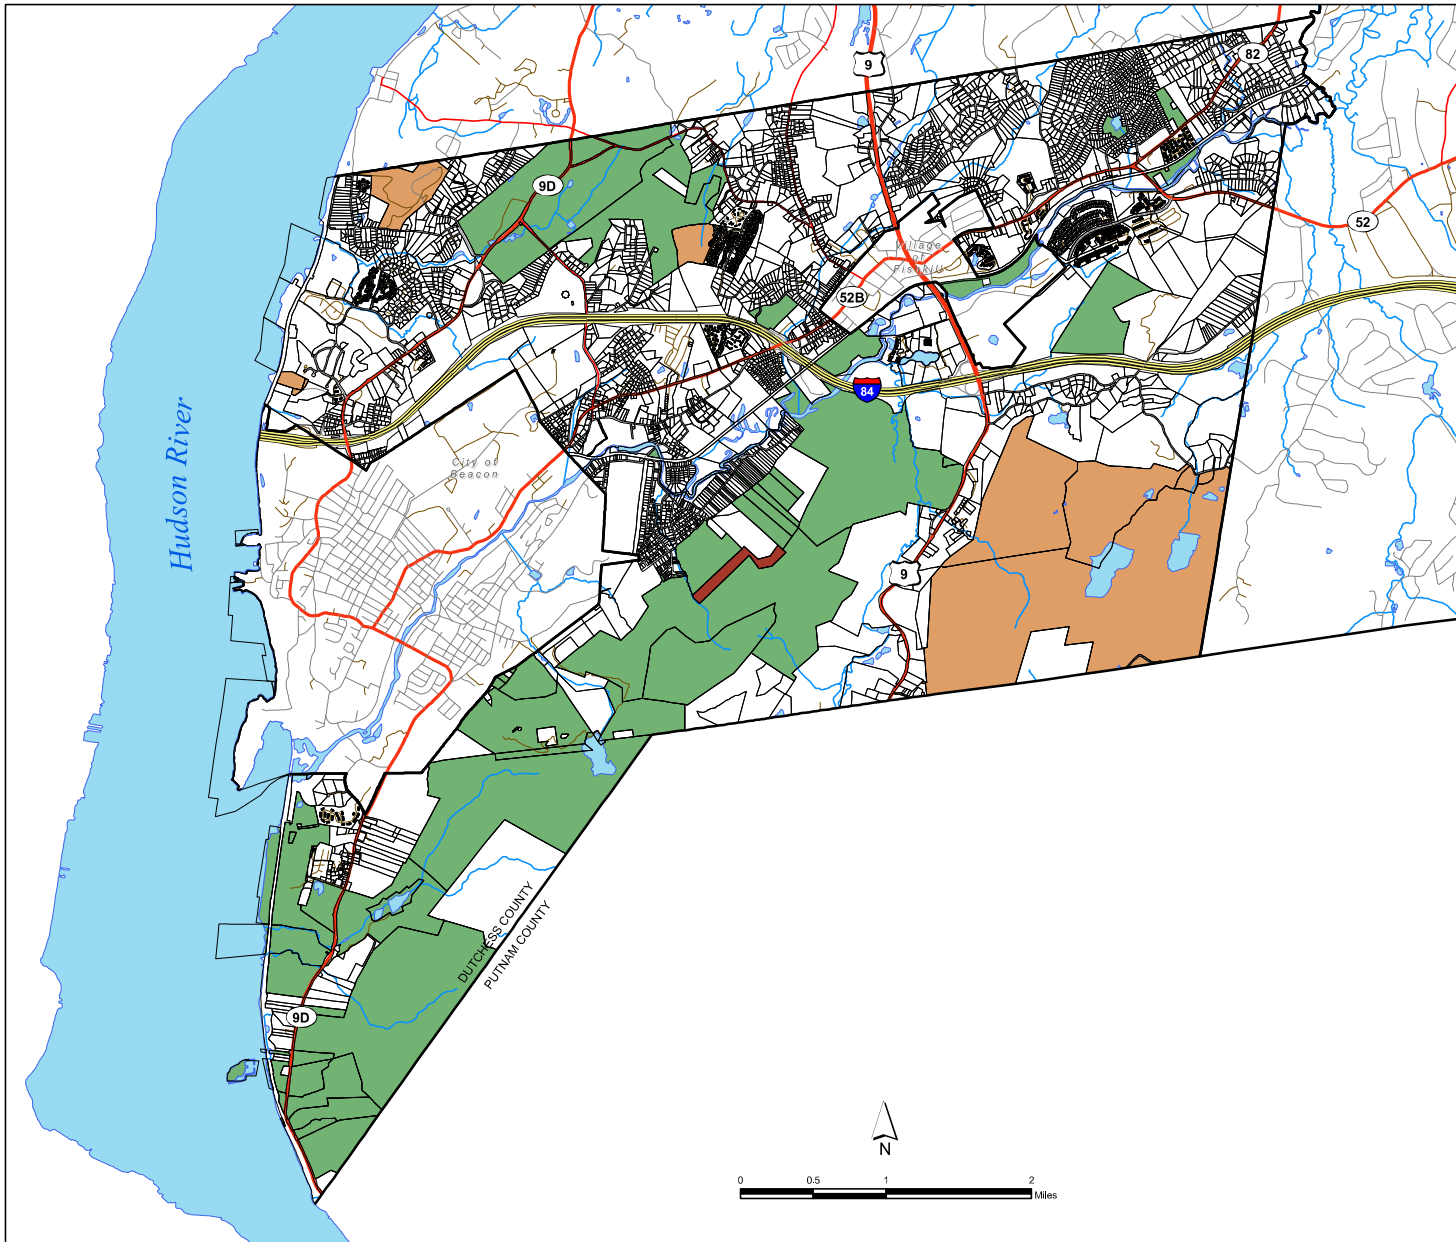 82
9
9D
52
Village
of
Fishkill
52B
84
Hudson River
City of
Beacon
9
DUTCHESS COUNTY
PUTNAM COUNTY
9D
N
0 0.5 1 2
Miles